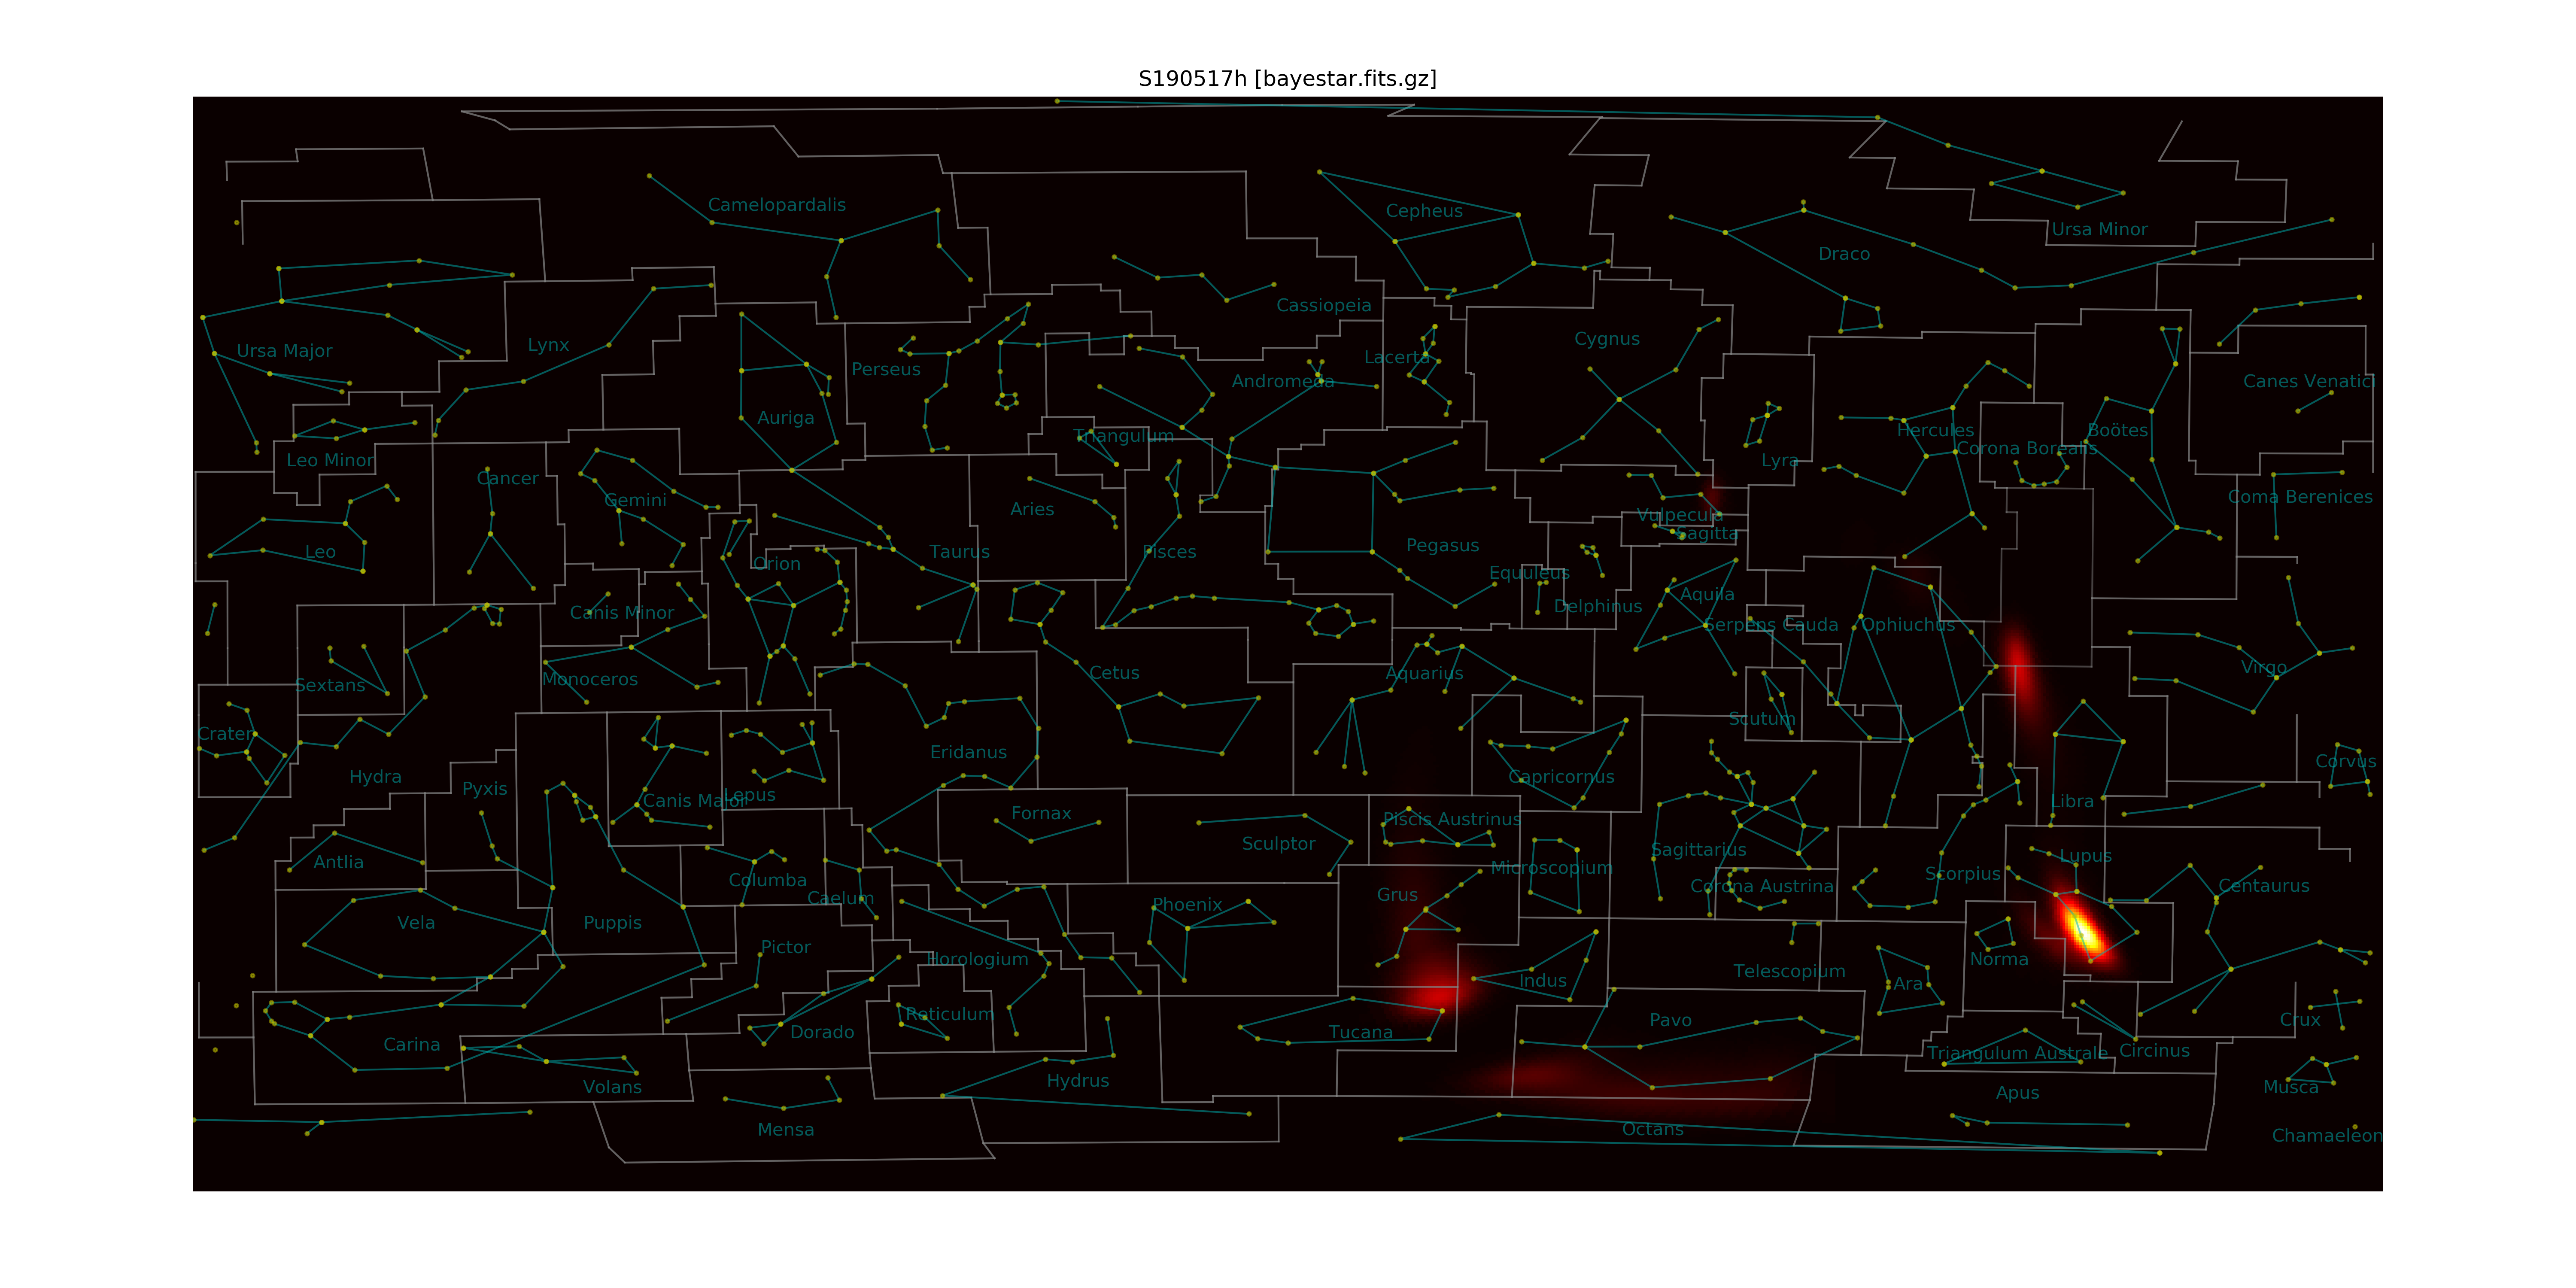 S190517h [bayestar.fits.gz]
Camelopardalis
Cepheus
Ursa Minor
Draco
Cassiopeia
Ursa Major
Lynx
Perseus
Lacerta
Cygnus
Andromeda
Canes Venatici
Auriga
Triangulum
Hercules
Boötes
Corona Borealis
Leo Minor
Lyra
Cancer
Gemini
Aries
Coma Berenices
Vulpecula
Sagitta
Leo
Orion
Taurus
Pisces
Pegasus
Equuleus
Canis Minor
Delphinus
Aquila
Serpens Cauda
Ophiuchus
Sextans
Monoceros
Cetus
Aquarius
Virgo
Crater
Scutum
Eridanus
Hydra
Pyxis
Capricornus
Corvus
Canis Major
Lepus
Libra
Fornax
Piscis Austrinus
Sculptor
Antlia
Sagittarius
Lupus
Columba
Caelum
Microscopium
Corona Austrina
Scorpius
Centaurus
Grus
Phoenix
Vela
Puppis
Pictor
Horologium
Norma
Telescopium
Indus
Ara
Reticulum
Dorado
Tucana
Pavo
Crux
Carina
Triangulum Australe
Circinus
Volans
Hydrus
Apus
Musca
Mensa
Octans
Chamaeleon